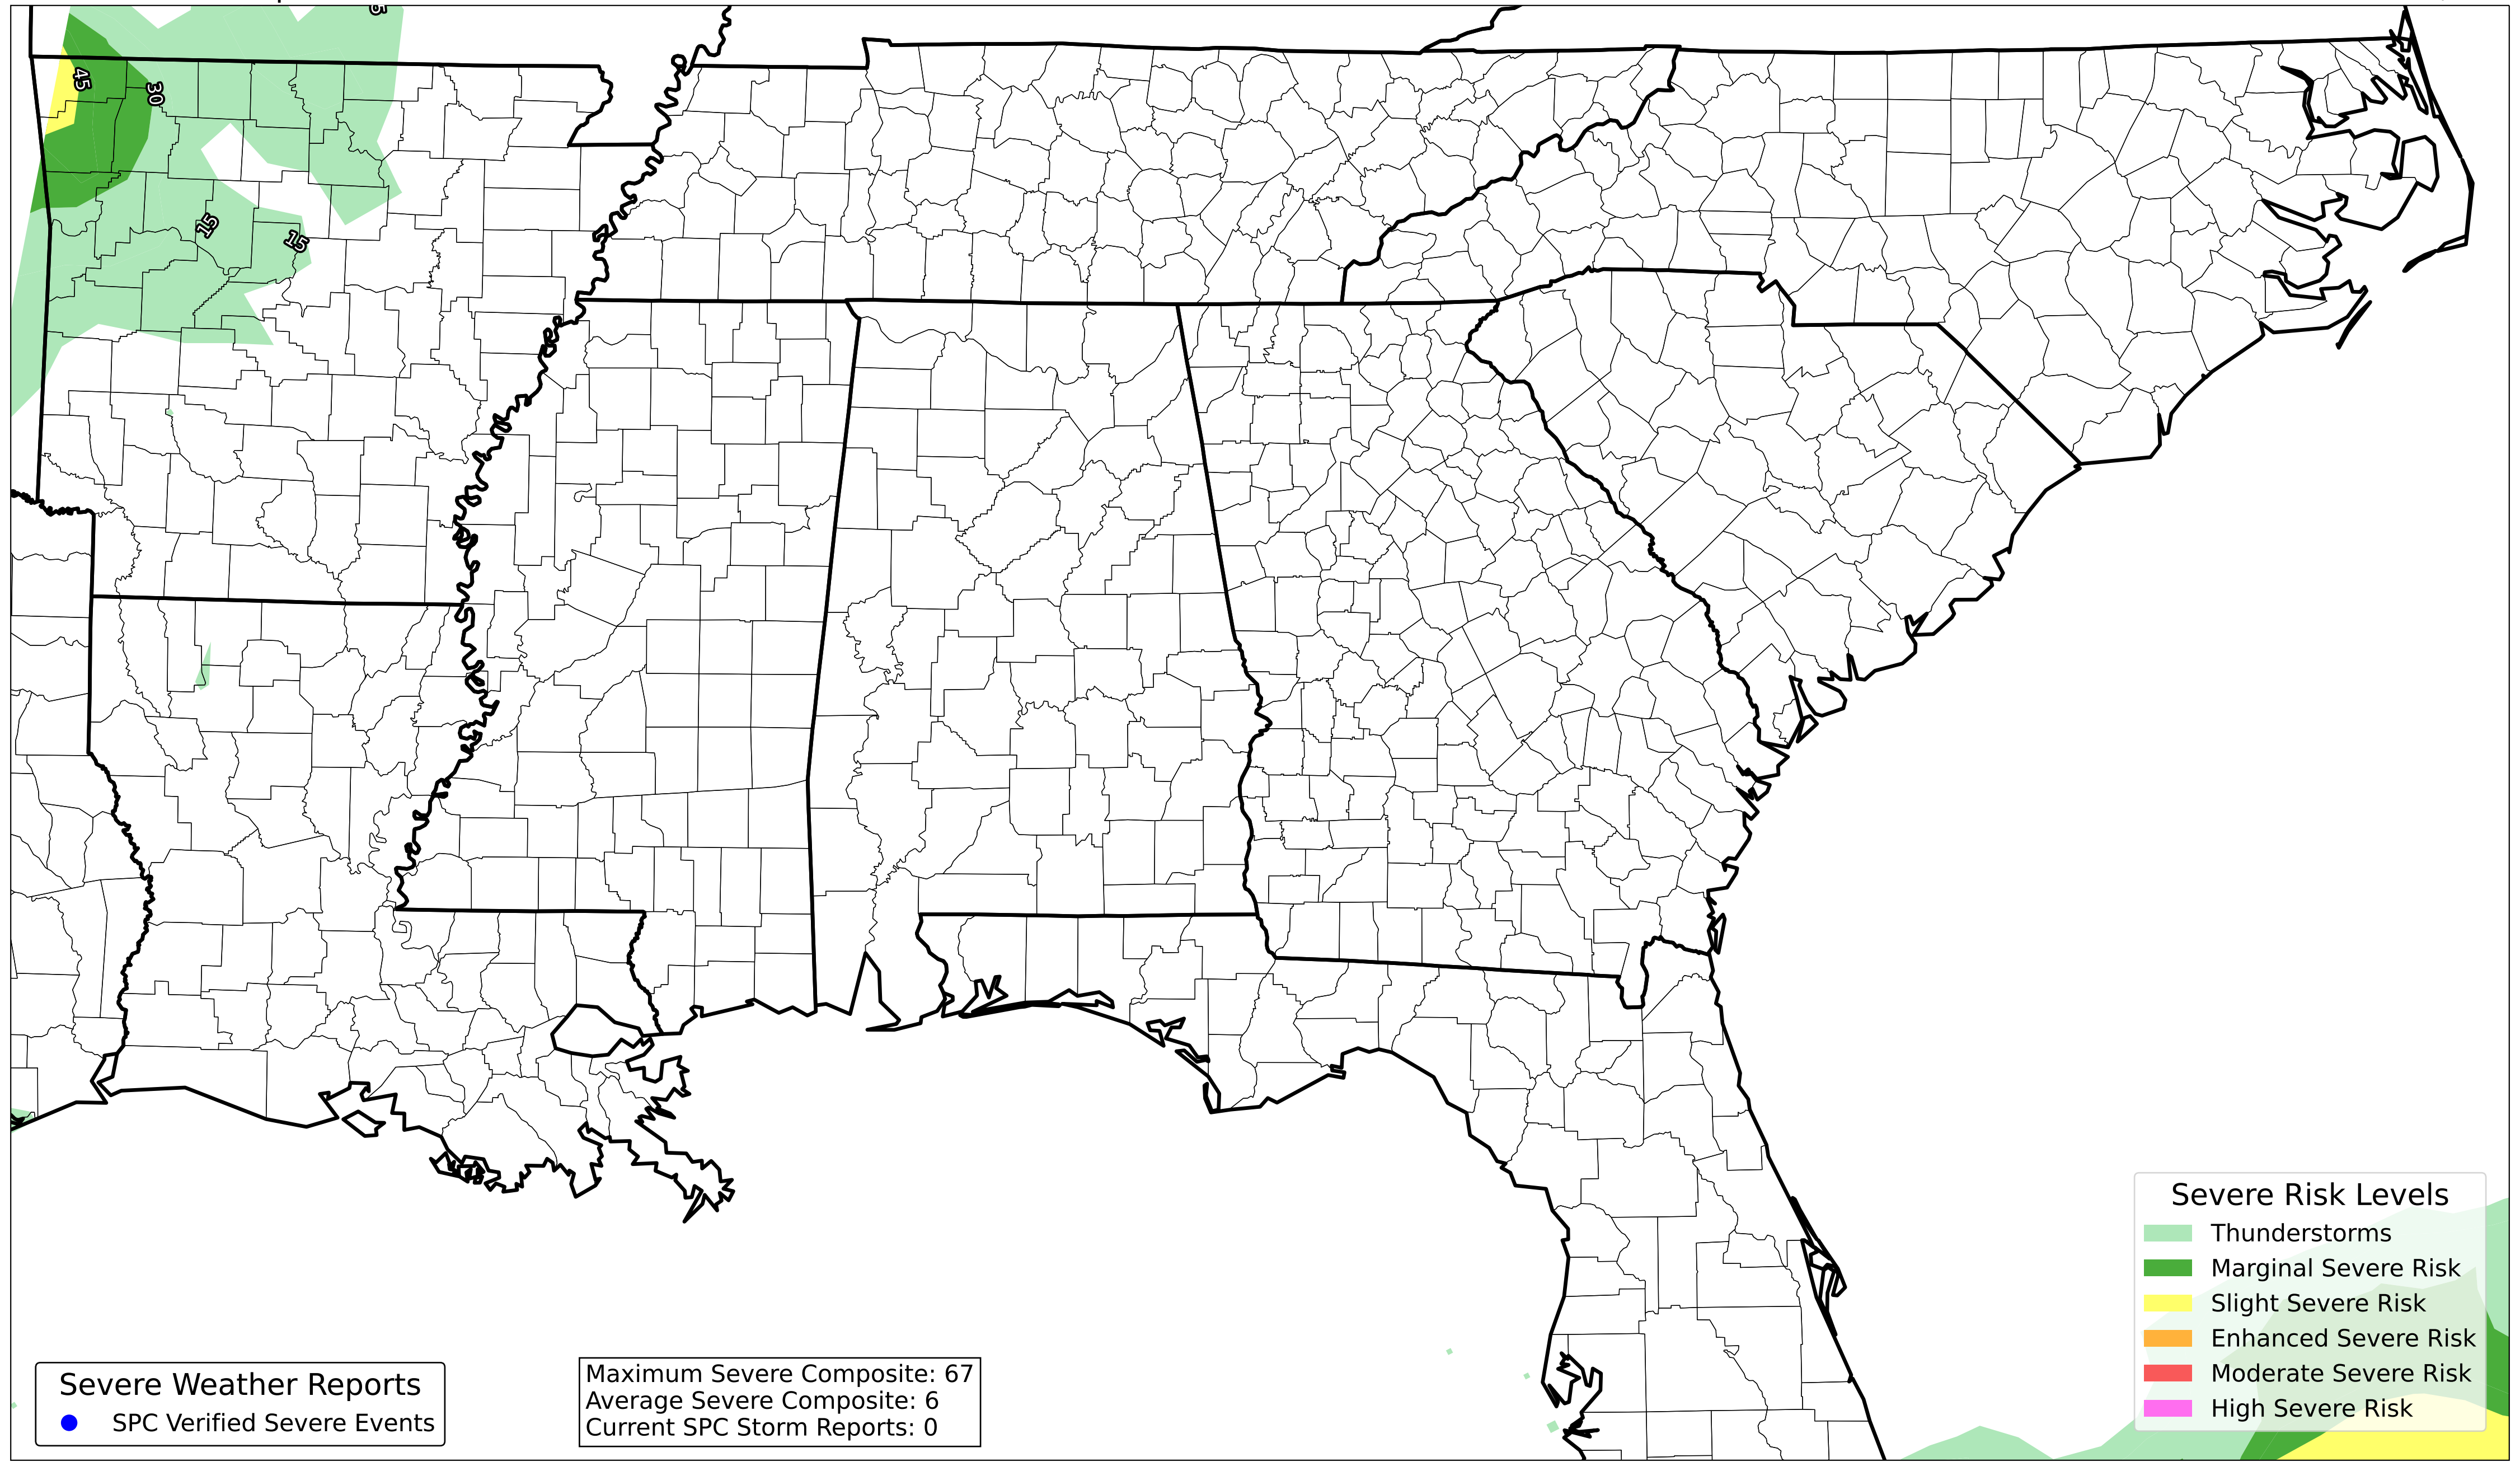 45
30
15
15
Severe Risk Levels
Thunderstorms
Marginal Severe Risk
Slight Severe Risk
Enhanced Severe Risk
Moderate Severe Risk
High Severe Risk
Severe Weather Reports
SPC Verified Severe Events
Maximum Severe Composite: 67
Average Severe Composite: 6
Current SPC Storm Reports: 0